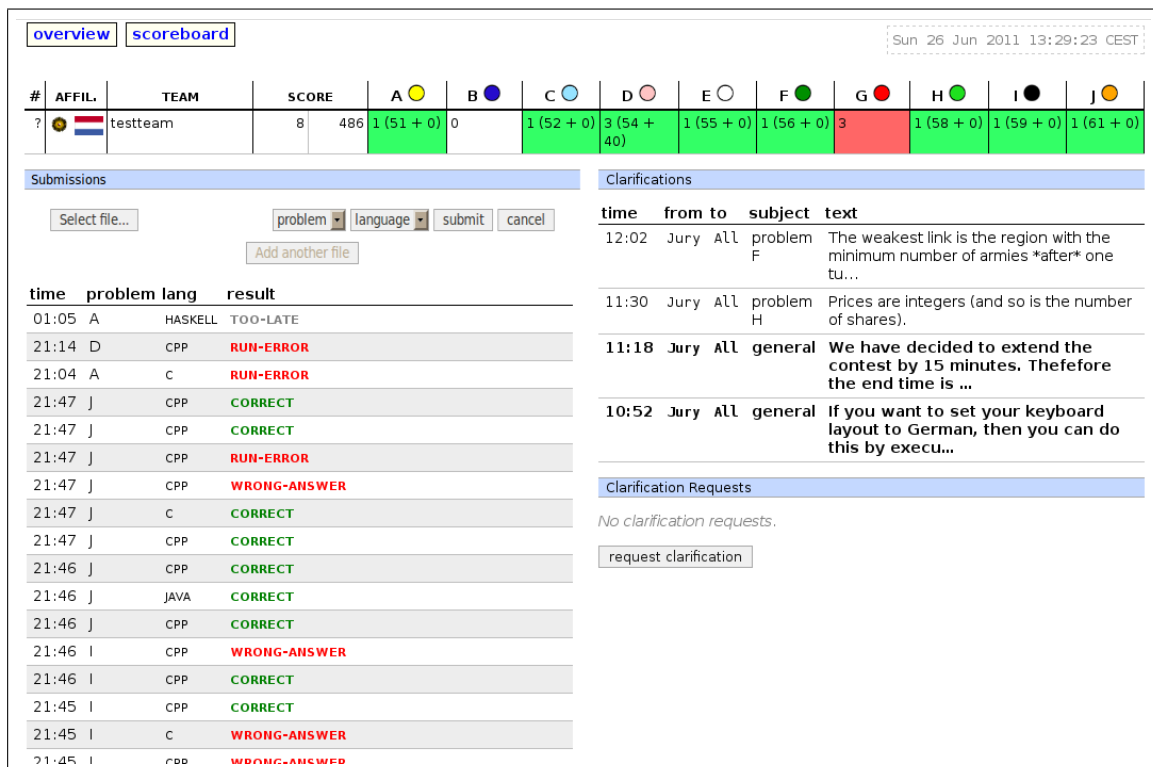 overview scoreboard
Sun 26 Jun 2011 13:29:23 CEST
# AFFIL. TEAM SCORE A B C D E F G H I J
? testteam 8 486 1 (51 + 0) 0 1 (52 + 0) 3 (54 + 40) 1 (55 + 0) 1 (56 + 0) 3 1 (58 + 0) 1 (59 + 0) 1 (61 + 0)
Submissions
Select file... problem language submit cancel
Add another file
time problem lang result
01:05 A HASKELL TOO-LATE
21:14 D CPP RUN-ERROR
21:04 A C RUN-ERROR
21:47 J CPP CORRECT
21:47 J CPP CORRECT
21:47 J CPP RUN-ERROR
21:47 J CPP WRONG-ANSWER
21:47 J C CORRECT
21:47 J CPP CORRECT
21:46 J CPP CORRECT
21:46 J JAVA CORRECT
21:46 J CPP CORRECT
21:46 I CPP WRONG-ANSWER
21:46 I CPP CORRECT
21:45 I CPP CORRECT
21:45 I C WRONG-ANSWER
21:45 I CPP WRONG-ANSWER
Clarifications
time from to subject text
12:02 Jury All problem F The weakest link is the region with the
minimum number of armies *after* one
tu...
11:30 Jury All problem H Prices are integers (and so is the number
of shares).
11:18 Jury All general We have decided to extend the
contest by 15 minutes. Thefefore
the end time is ...
10:52 Jury All general If you want to set your keyboard
layout to German, then you can do
this by execu...
Clarification Requests
No clarification requests.
request clarification